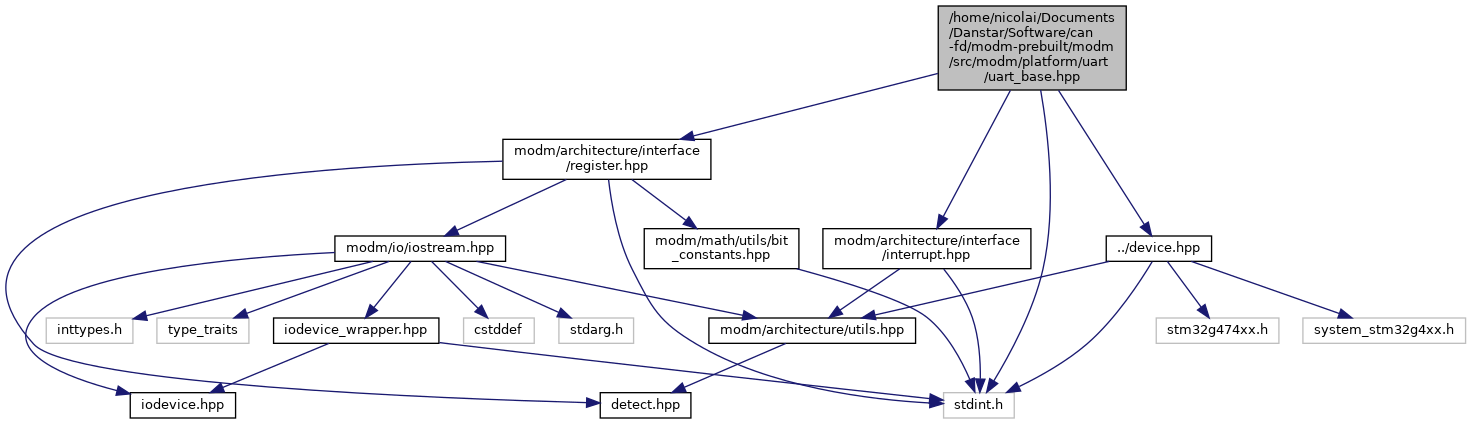 /home/nicolai/Documents
/Danstar/Software/can
-fd/modm-prebuilt/modm
/src/modm/platform/uart
/uart_base.hpp
modm/architecture/interface
/register.hpp
modm/io/iostream.hpp
modm/math/utils/bit
_constants.hpp
modm/architecture/interface
/interrupt.hpp
../device.hpp
inttypes.h
type_traits
iodevice_wrapper.hpp
cstddef
stdarg.h
modm/architecture/utils.hpp
stm32g474xx.h
system_stm32g4xx.h
iodevice.hpp
detect.hpp
stdint.h